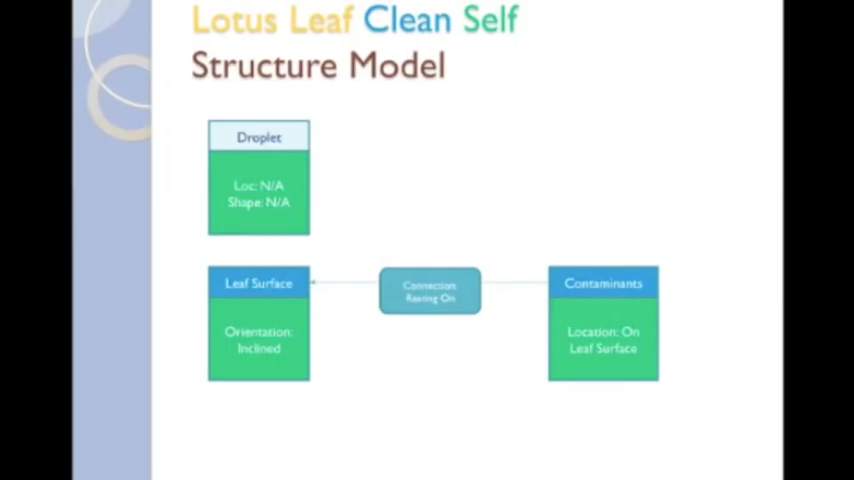 Lotus Leaf Clean Self
Structure Model
Droplet
Loc: N/A
Shape: N/A
Leaf Surface
Connection:
Resting On
Contaminants
Orientation:
Inclined
Location: On
Leaf Surface